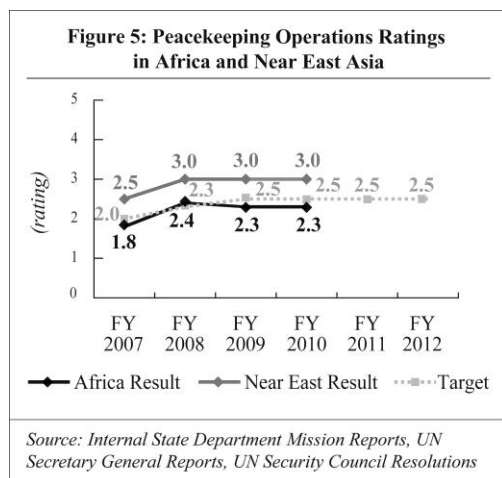 Figure 5: Peacekeeping Operations Ratings
in Africa and Near East Asia
5
4
3
2
1
0
(rating)
2.5
3.0
3.0
3.0
2.0
2.3
2.5
2.5
2.5
2.5
1.8
2.4
2.3
2.3
FY FY FY FY FY FY
2007 2008 2009 2010 2011 2012
Africa Result Near East Result Target
Source: Internal State Department Mission Reports, UN
Secretary General Reports, UN Security Council Resolutions